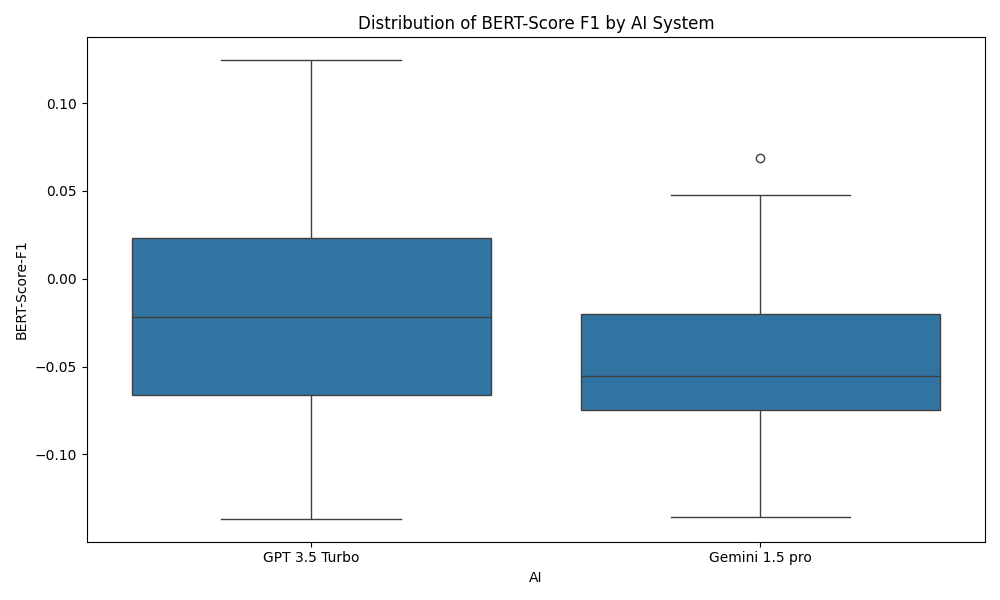 Distribution of BERT-Score F1 by AI System
BERT-Score-F1
0.10
0.05
0.00
−0.05
−0.10
GPT 3.5 Turbo
Gemini 1.5 pro
AI